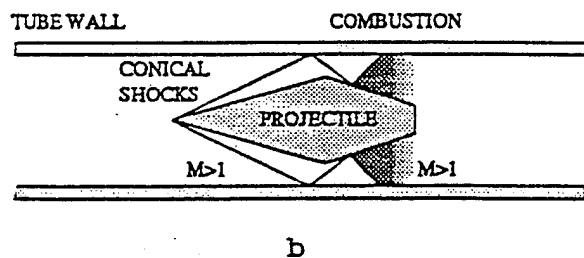 TUBE WALL COMBUSTION
CONICAL
SHOCKS
PROJECTILE
M>1 M>1
b